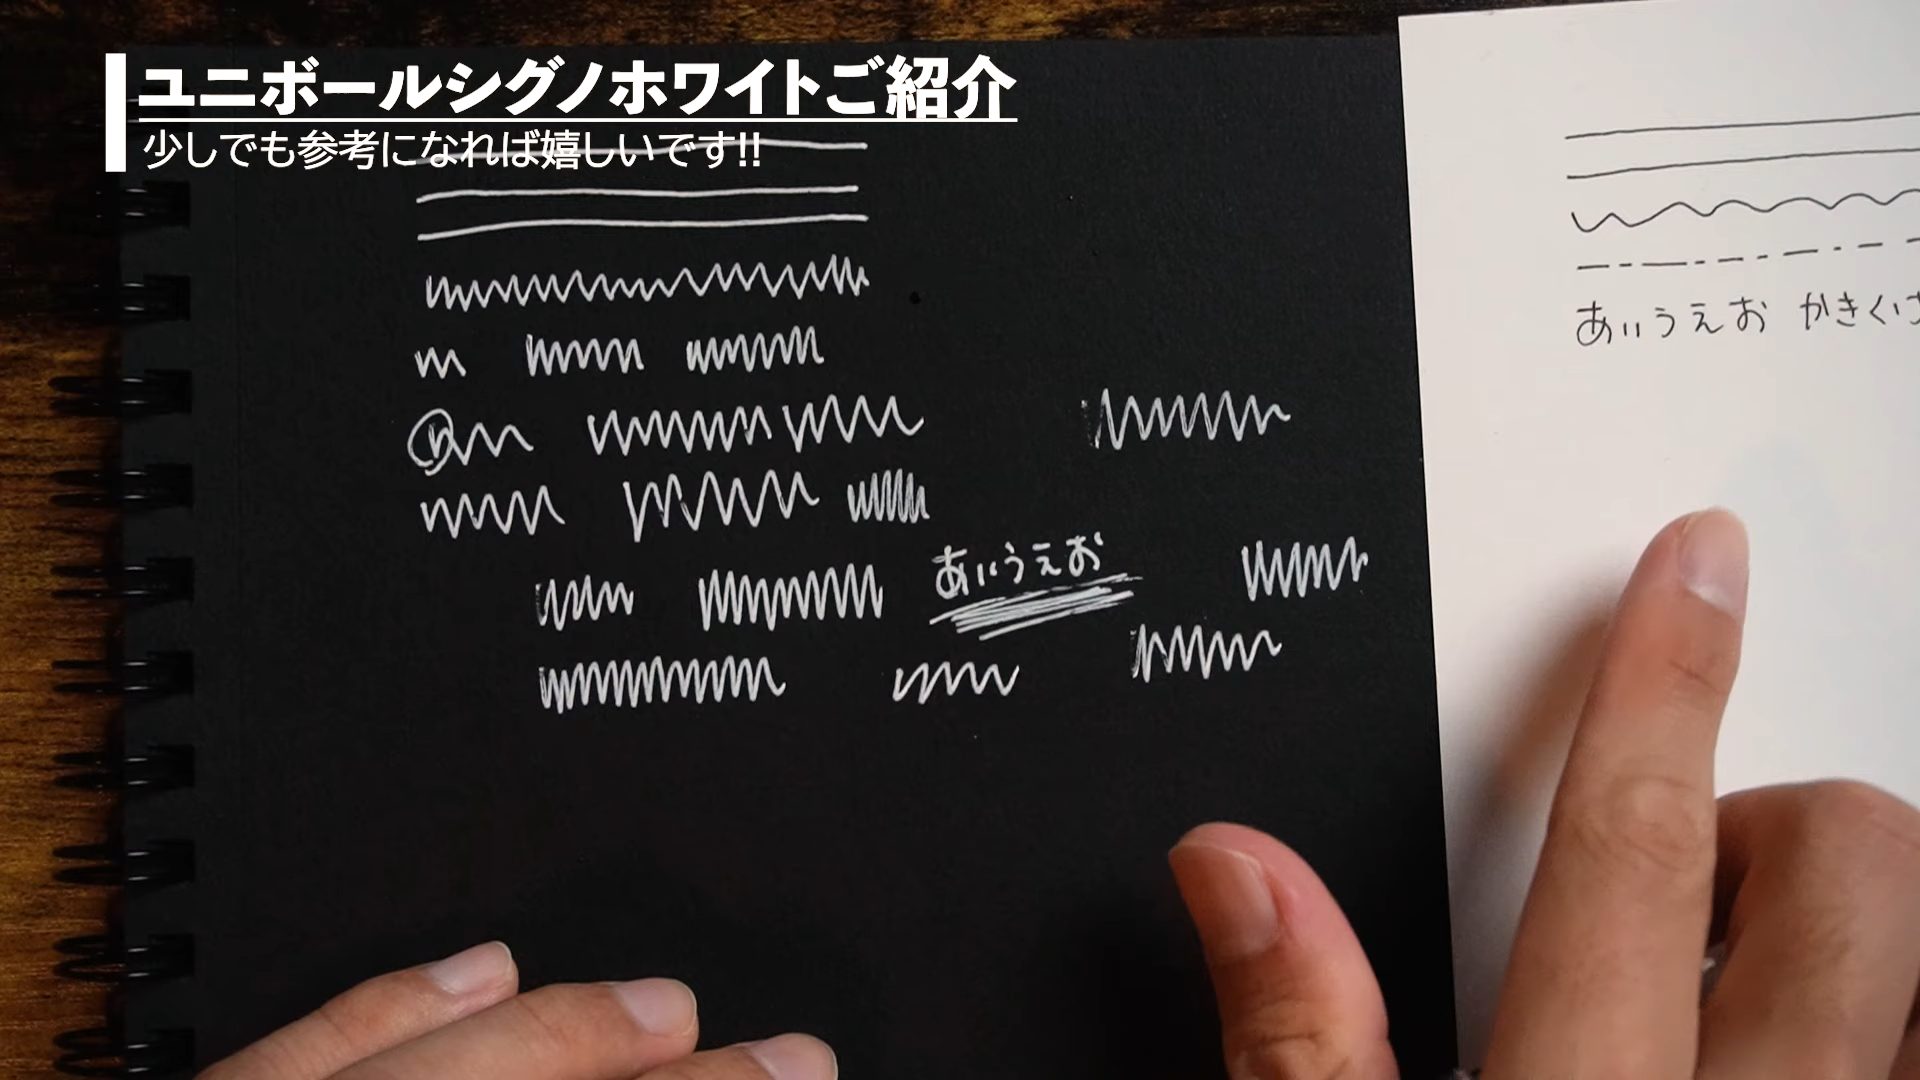 ユニボールシグノホワイトご紹介
少しでも参考になれば嬉しいです!!
あいうえお
あいうえお かきくけ